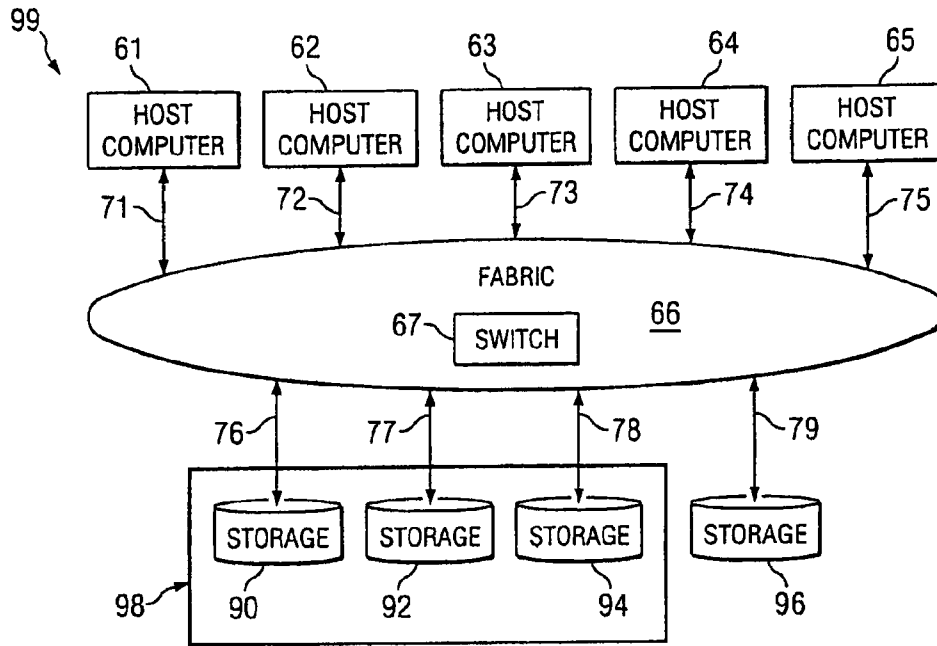 99
61
62
63
64
65
HOST
COMPUTER
HOST
COMPUTER
HOST
COMPUTER
HOST
COMPUTER
HOST
COMPUTER
71
72
73
74
75
FABRIC
66
67
SWITCH
76
77
78
79
STORAGE
STORAGE
STORAGE
STORAGE
98
90
92
94
96